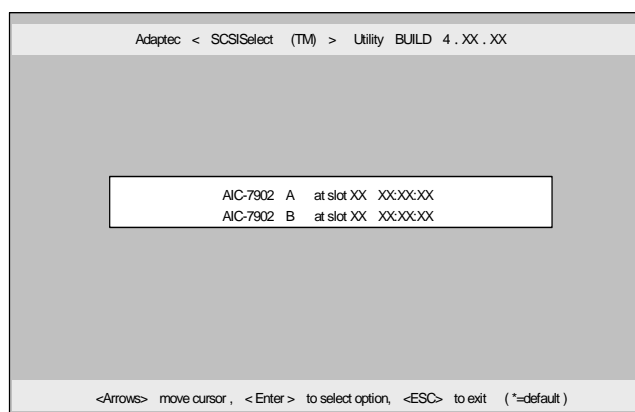 Adaptec < SCSISelect (TM) > Utility BUILD 4 . XX . XX
AIC-7902 A at slot XX XX:XX:XX
AIC-7902 B at slot XX XX:XX:XX
<Arrows> move cursor , < Enter > to select option, <ESC> to exit ( *=default )